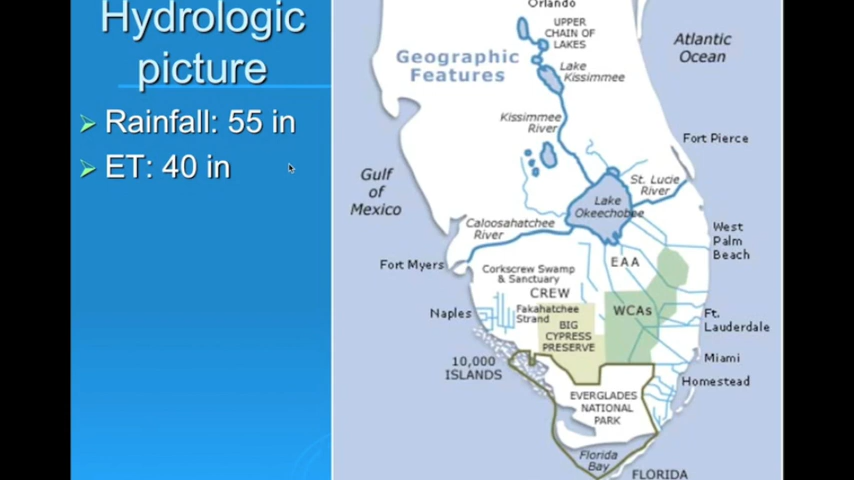 Hydrologic
picture
Rainfall: 55 in
ET: 40 in
Orlando
UPPER
CHAIN OF
LAKES
Atlantic
Ocean
Geographic
Features
Lake
Kissimmee
Kissimmee
River
Fort Pierce
Gulf
of
Mexico
St. Lucie
River
Lake
Okeechobee
Caloosahatchee
River
West
Palm
Beach
Fort Myers
EAA
Corkscrew Swamp
& Sanctuary
CREW
Naples
Fakahatchee
Strand
WCAs
Ft.
Lauderdale
BIG
CYPRESS
PRESERVE
Miami
10,000
ISLANDS
Homestead
EVERGLADES
NATIONAL
PARK
Florida
Bay
FLORIDA